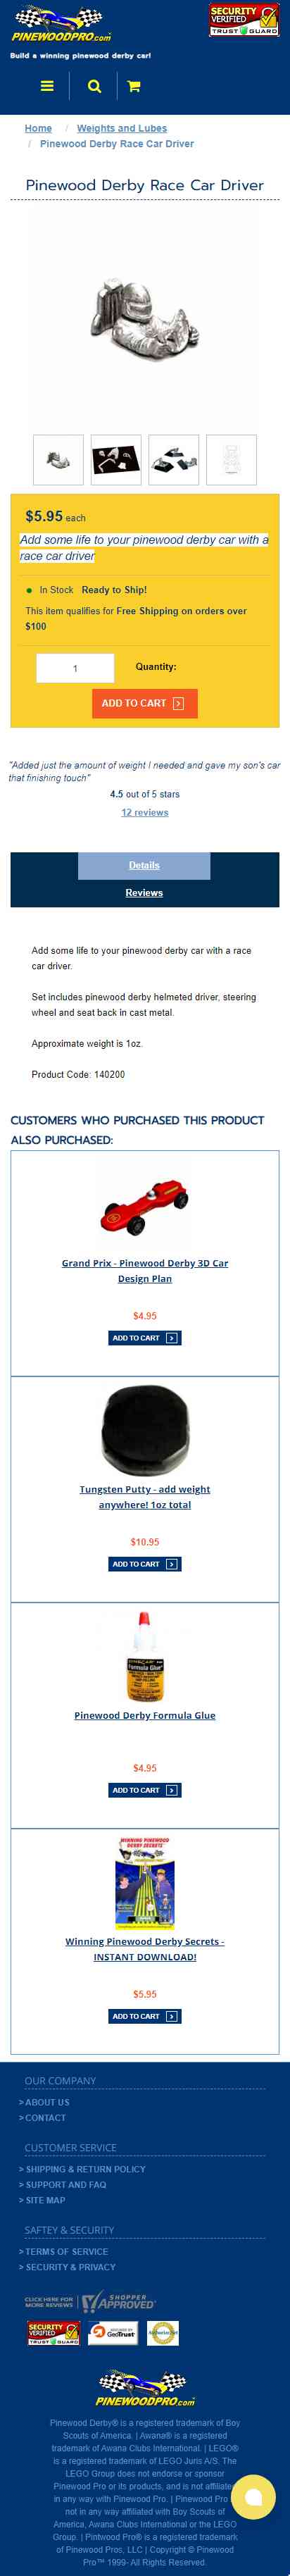 PINEWOODPRO.com
SECURITY
VERIFIED
TRUST GUARD
Build a winning pinewood derby car!
Home / Weights and Lubes
/ Pinewood Derby Race Car Driver
Pinewood Derby Race Car Driver
$5.95 each
Add some life to your pinewood derby car with a
race car driver
In Stock Ready to Ship!
This item qualifies for Free Shipping on orders over
$100
1 Quantity:
ADD TO CART
"Added just the amount of weight I needed and gave my son's car
that finishing touch"
4.5 out of 5 stars
12 reviews
Details
Reviews
Add some life to your pinewood derby car with a race
car driver.
Set includes pinewood derby helmeted driver, steering
wheel and seat back in cast metal.
Approximate weight is 1oz.
Product Code: 140200
CUSTOMERS WHO PURCHASED THIS PRODUCT
ALSO PURCHASED:
Grand Prix - Pinewood Derby 3D Car
Design Plan
$4.95
ADD TO CART
Tungsten Putty - add weight
anywhere! 1oz total
$10.95
ADD TO CART
Formula Glue
Pinewood Derby Formula Glue
$4.95
ADD TO CART
WINNING PINEWOOD
DERBY SECRETS
Winning Pinewood Derby Secrets -
INSTANT DOWNLOAD!
$5.95
ADD TO CART
OUR COMPANY
> ABOUT US
> CONTACT
CUSTOMER SERVICE
> SHIPPING & RETURN POLICY
> SUPPORT AND FAQ
> SITE MAP
SAFTEY & SECURITY
> TERMS OF SERVICE
> SECURITY & PRIVACY
CLICK HERE FOR
MORE REVIEWS
SHOPPER
APPROVED
SECURITY
VERIFIED
TRUST GUARD
GeoTrust
PINEWOODPRO.com
Pinewood Derby® is a registered trademark of Boy
Scouts of America. | Awana® is a registered
trademark of Awana Clubs International. | LEGO®
is a registered trademark of LEGO Juris A/S. The
LEGO Group does not endorse or sponsor
Pinewood Pro or its products, and is not affiliated
in any way with Pinewood Pro. | Pinewood Pro is
not in any way affiliated with Boy Scouts of
America, Awana Clubs International or the LEGO
Group. | Pintwood Pro® is a registered trademark
of Pinewood Pros, LLC | Copyright © Pinewood
Pro™ 1999- All Rights Reserved.